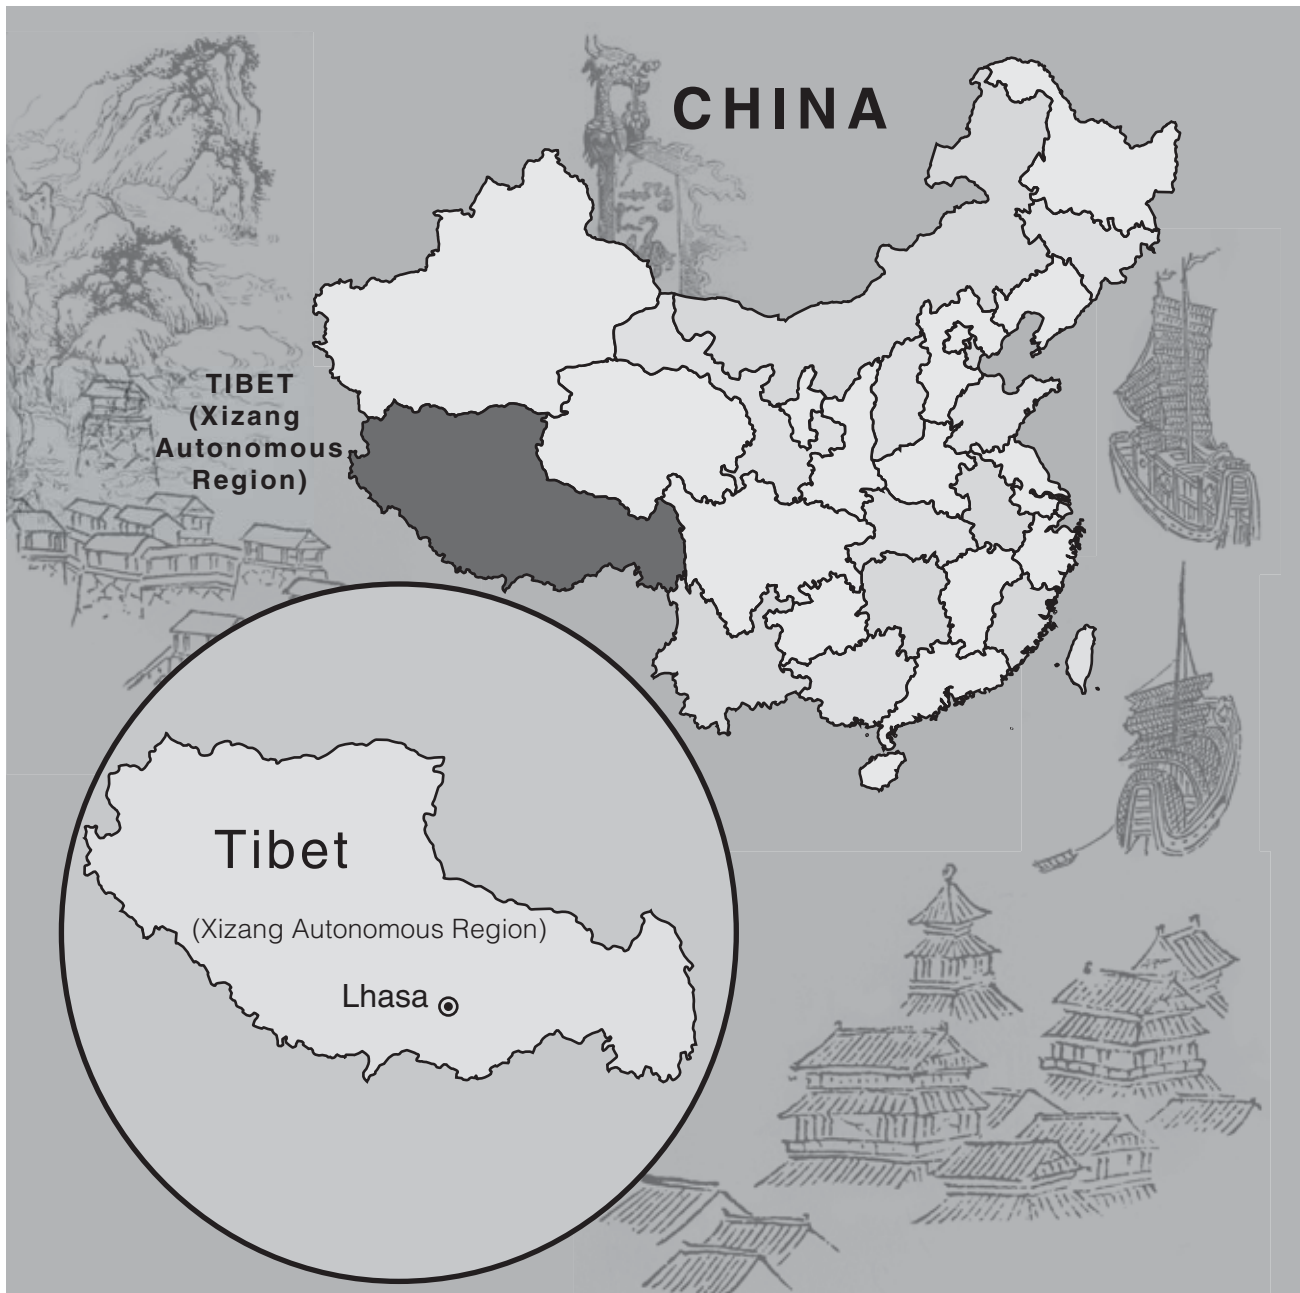 CHINA
TIBET
(Xizang
Autonomous
Region)
Tibet
(Xizang Autonomous Region)
Lhasa